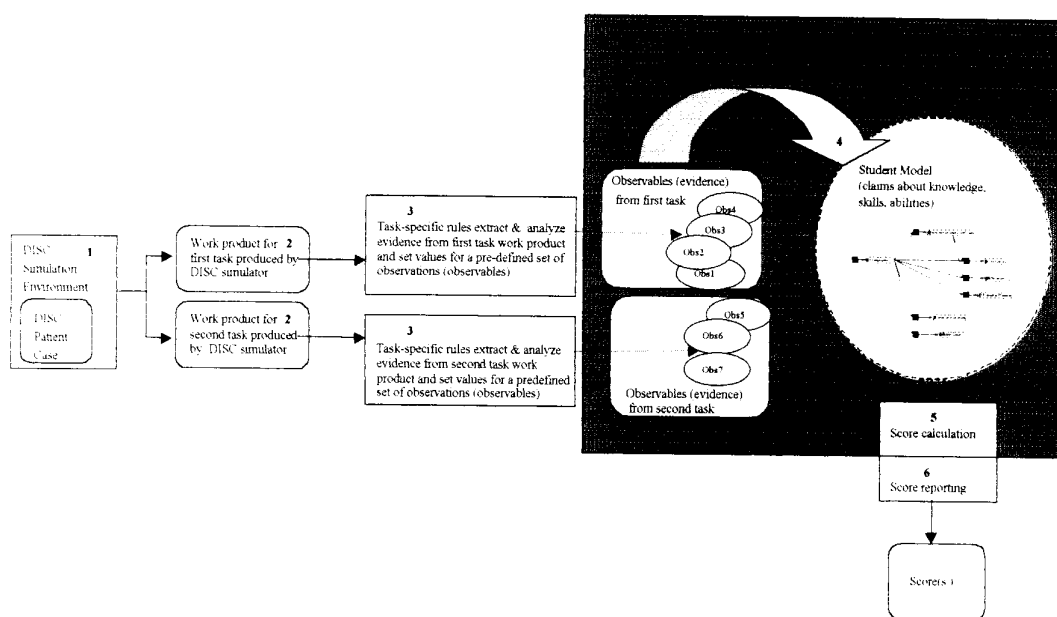 DISC 1
Simulation
Environment
DISC
Patient
Case
Work product for 2
first task produced by
DISC simulator
Work product for 2
second task produced
by DISC simulator
3
Task-specific rules extract & analyze
evidence from first task work product
and set values for a pre-defined set of
observations (observables)
3
Task-specific rules extract & analyze
evidence from second task work
product and set values for a predefined
set of observations (observables)
Observables (evidence)
from first task
Obs4
Obs3
Obs2
Obs1
Obs5
Obs6
Obs7
Observables (evidence)
from second task
4
Student Model
(claims about knowledge,
skills, abilities)
5
Score calculation
6
Score reporting
Score(s)